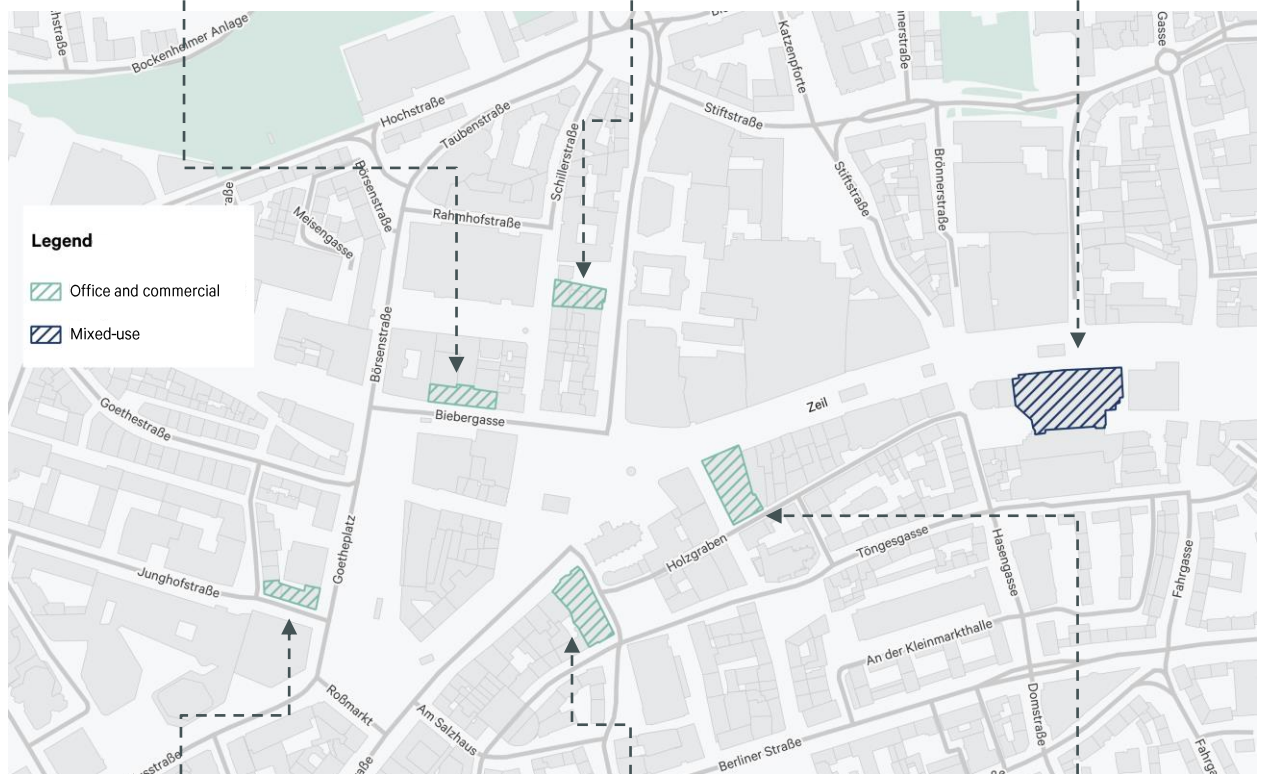 Bockenheimer Anlage
Hochstraße
Taubenstraße
Schillerstraße
Katzenpforte
Gasse
Stiftstraße
Stiftstraße
Brönnerstraße
Börsenstraße
Meisengasse
Rahmhofstraße
Legend
Office and commercial
Mixed-use
Börsenstraße
Biebergasse
Zeil
Goethestraße
Goetheplatz
Junghofstraße
Holzgraben
Töngesgasse
Hasengasse
Fahrgasse
An der Kleinmarkthalle
Roßmarkt
Am Salzhaus
Berliner Straße
Domstraße